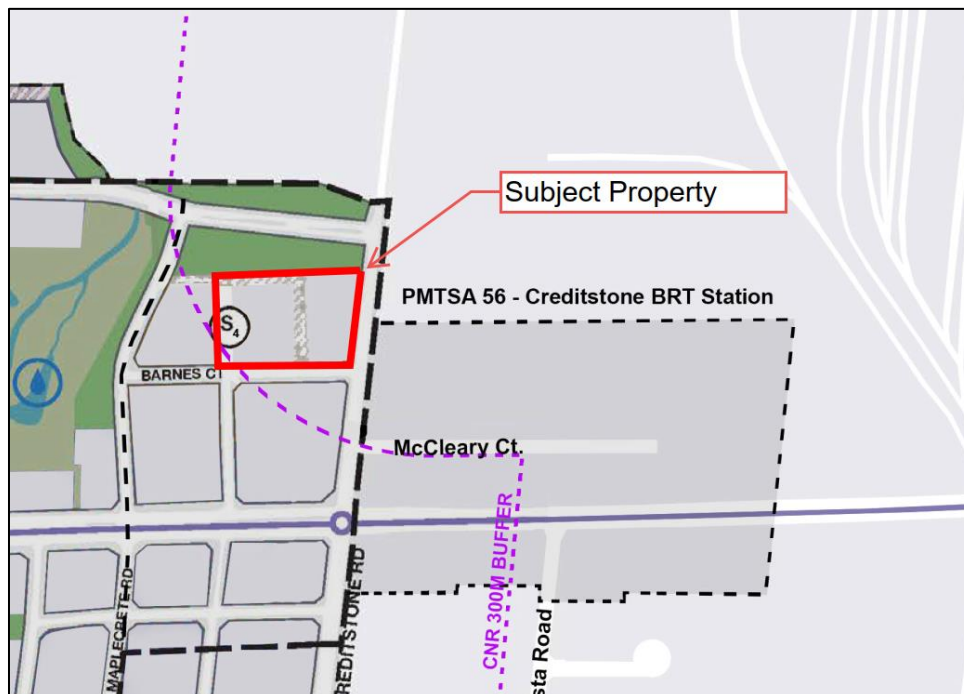 Subject Property
PMTSA 56 - Creditstone BRT Station
S4
BARNES CT
McCleary Ct.
CNR 300M BUFFER
MAPLECRETE RD
REDITSTONE RD
sta Road